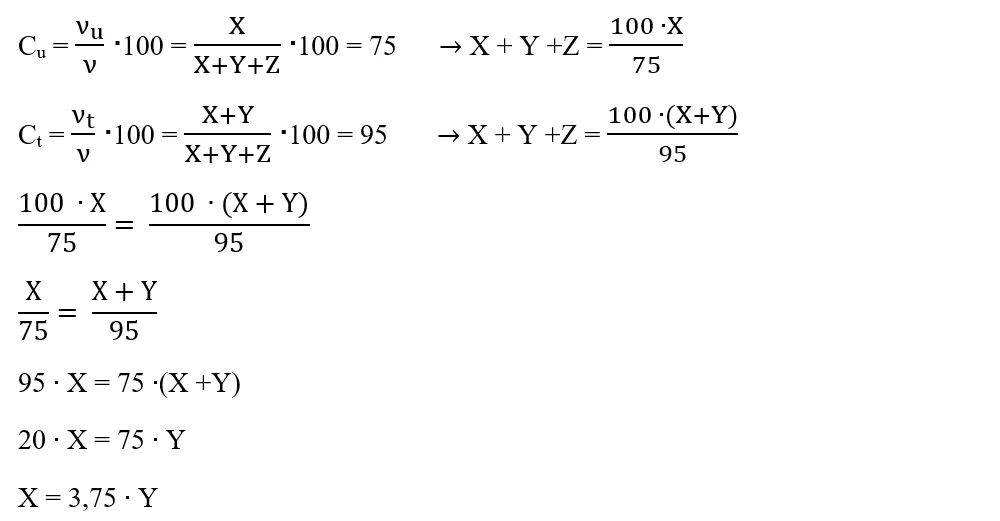 Cᵤ = νu/ν ·100 = X/(X+Y+Z) ·100 = 75 → X + Y +Z = (100 ·X)/75
Cₜ = νt/ν ·100 = (X+Y)/(X+Y+Z) ·100 = 95 → X + Y +Z = (100 ·(X+Y))/95
(100 · X)/75 = (100 · (X + Y))/95
X/75 = (X + Y)/95
95 · X = 75 ·(X +Y)
20 · X = 75 · Y
X = 3,75 · Y